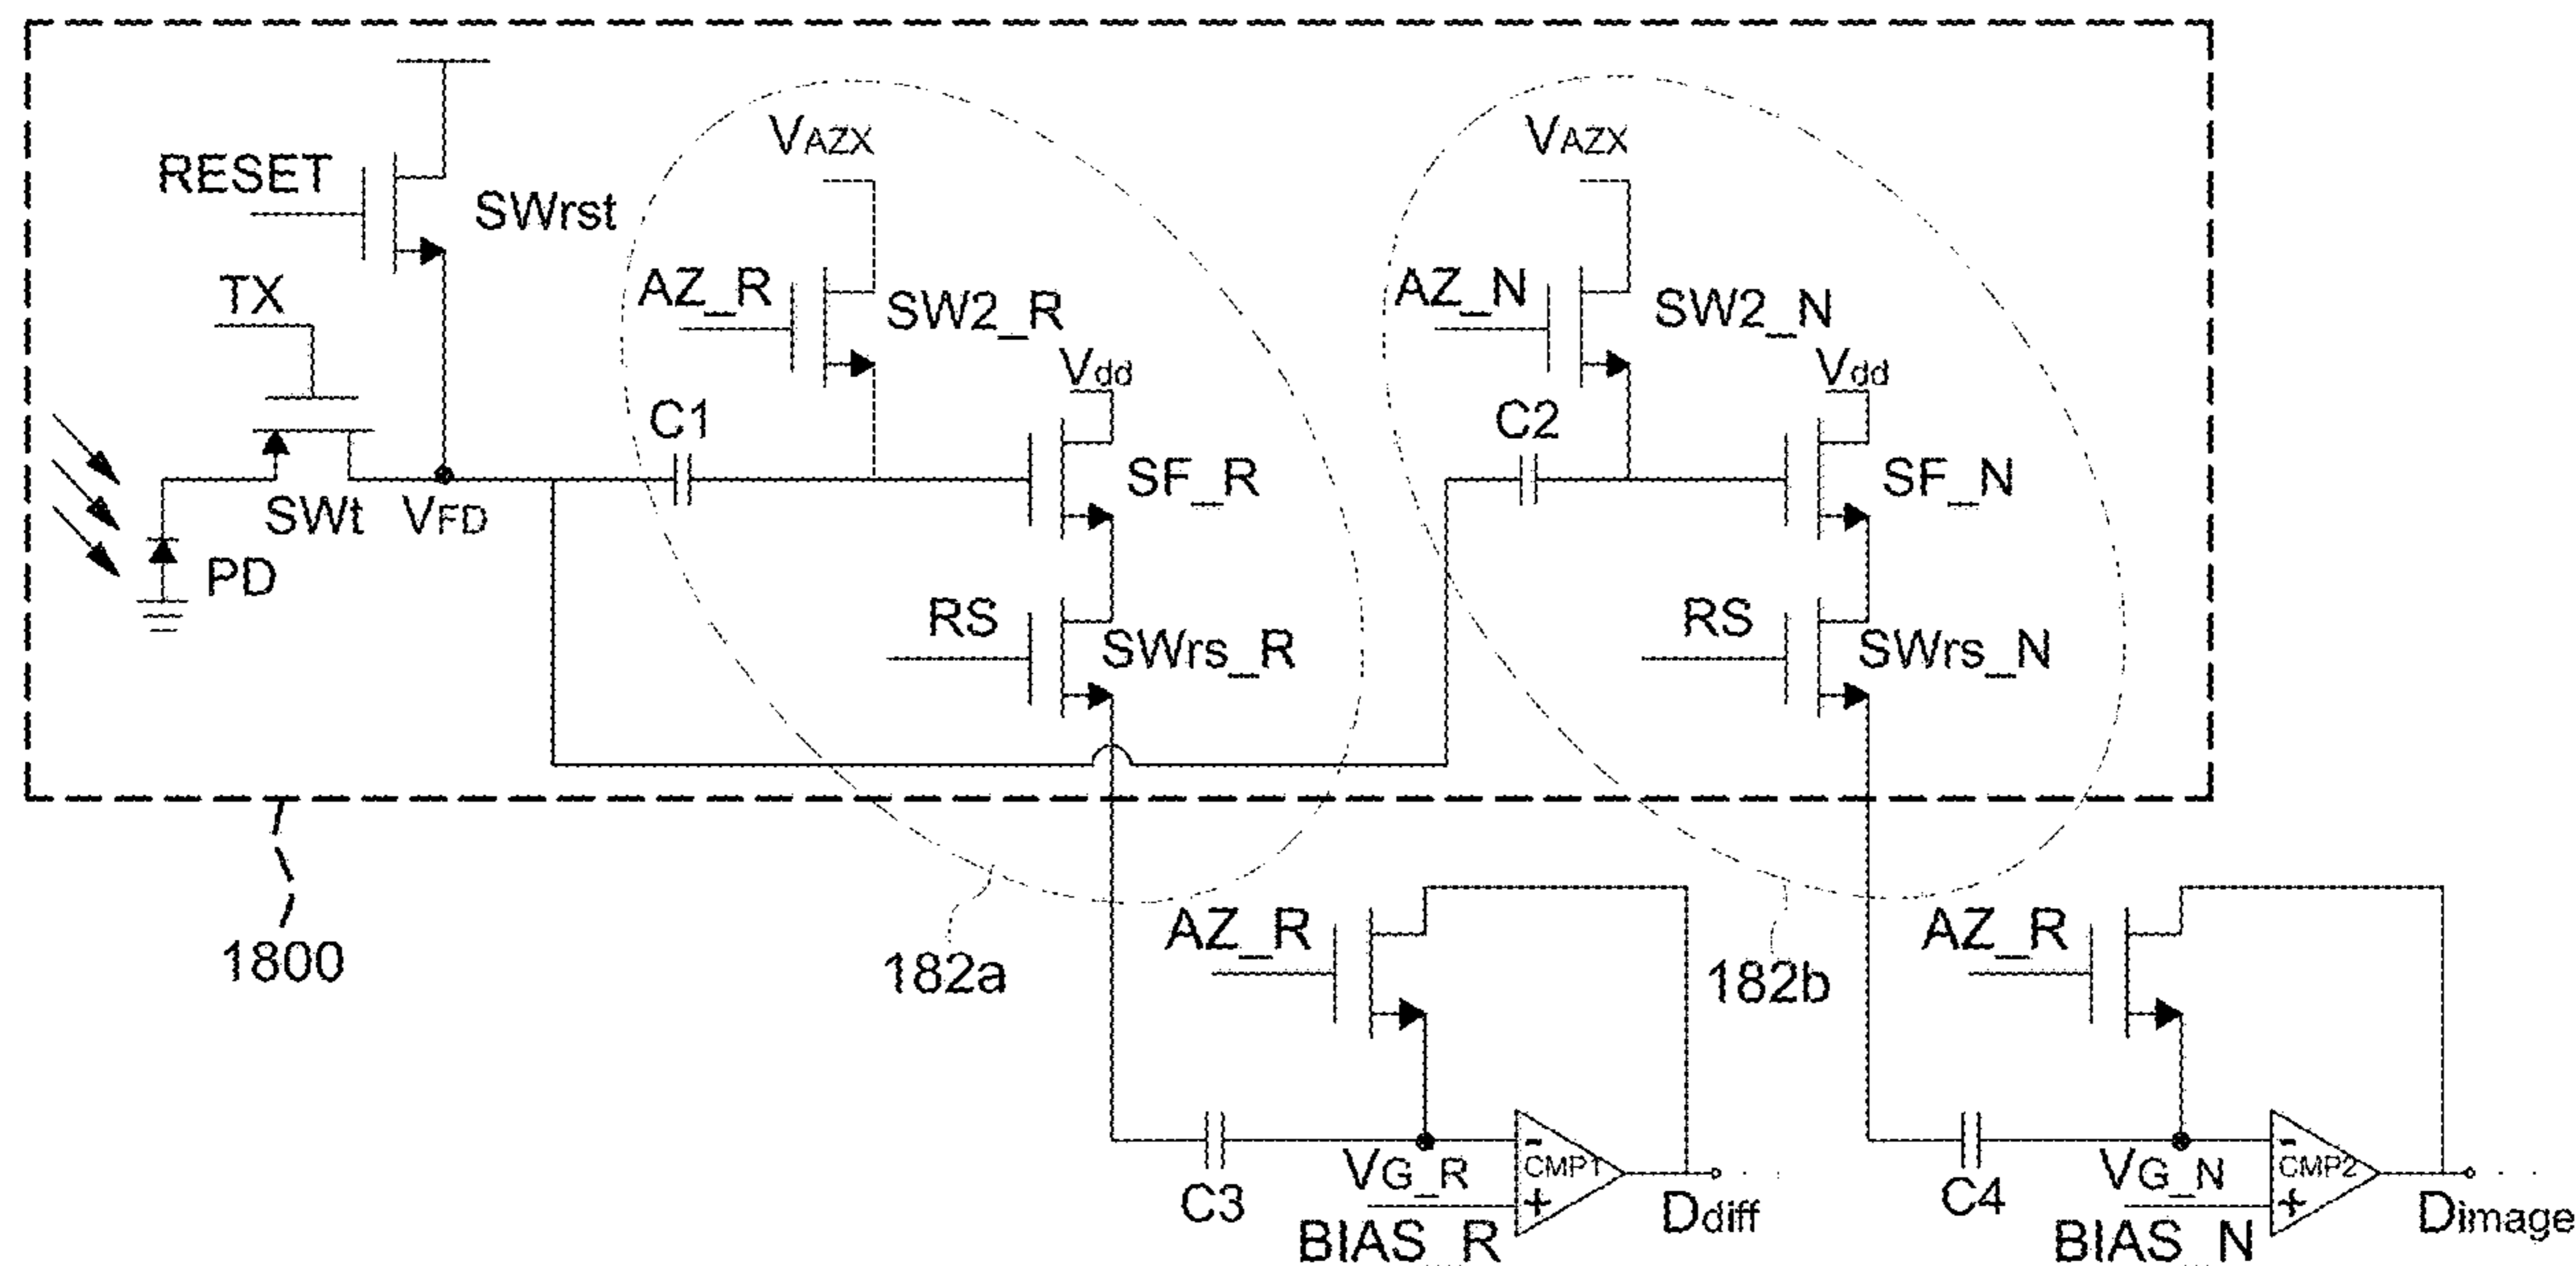 VAZX
VAZX
RESET
SWrst
TX
AZ_R
SW2_R
AZ_N
SW2_N
Vdd
Vdd
C1
C2
SF_R
SF_N
SWt
VFD
PD
RS
SWrs_R
RS
SWrs_N
1800
182a
182b
AZ_R
AZ_R
VG_R
CMP1
VG_N
CMP2
C3
Ddiff
C4
Dimage
BIAS_R
BIAS_N